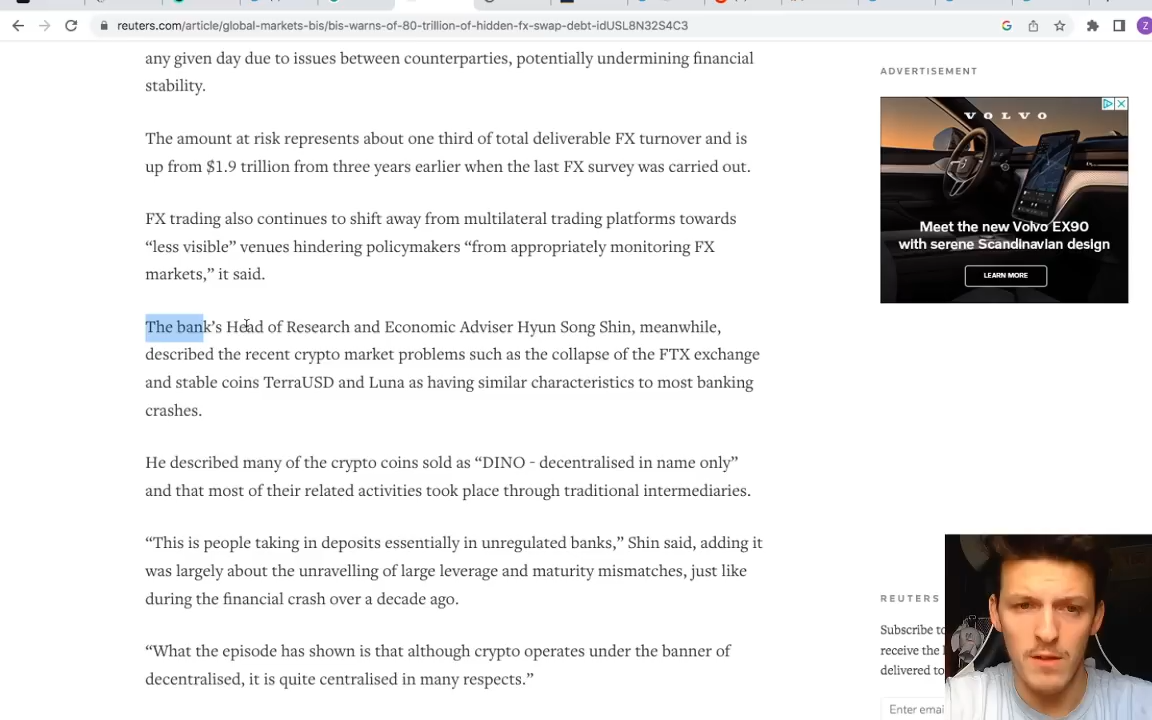 reuters.com/article/global-markets-bis/bis-warns-of-80-trillion-of-hidden-fx-swap-debt-idUSL8N32S4C3
any given day due to issues between counterparties, potentially undermining financial
stability.
The amount at risk represents about one third of total deliverable FX turnover and is
up from $1.9 trillion from three years earlier when the last FX survey was carried out.
FX trading also continues to shift away from multilateral trading platforms towards
“less visible” venues hindering policymakers “from appropriately monitoring FX
markets,” it said.
The bank’s Head of Research and Economic Adviser Hyun Song Shin, meanwhile,
described the recent crypto market problems such as the collapse of the FTX exchange
and stable coins TerraUSD and Luna as having similar characteristics to most banking
crashes.
He described many of the crypto coins sold as “DINO - decentralised in name only”
and that most of their related activities took place through traditional intermediaries.
“This is people taking in deposits essentially in unregulated banks,” Shin said, adding it
was largely about the unravelling of large leverage and maturity mismatches, just like
during the financial crash over a decade ago.
“What the episode has shown is that although crypto operates under the banner of
decentralised, it is quite centralised in many respects.”
ADVERTISEMENT
VOLVO
Meet the new Volvo EX90
with serene Scandinavian design
LEARN MORE
REUTERS
Subscribe to
receive the
delivered to
Enter emai
Z